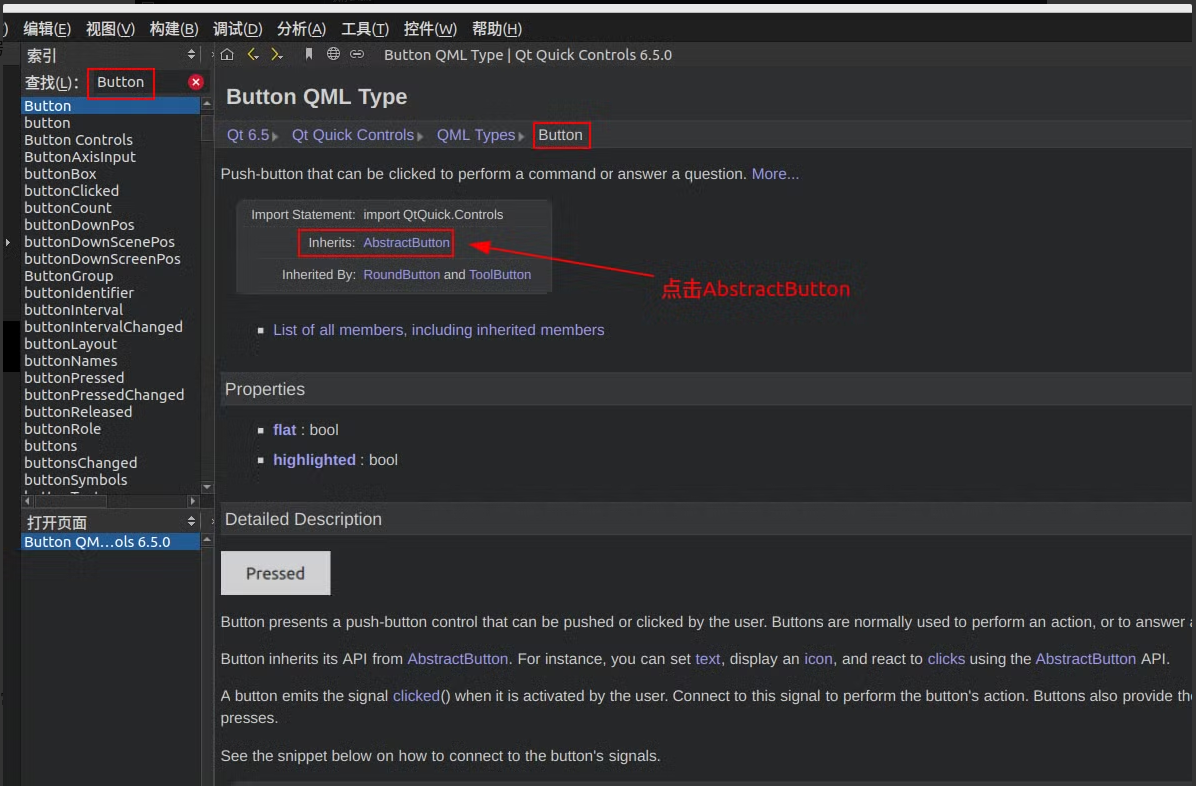 ) 编辑(E) 视图(V) 构建(B) 调试(D) 分析(A) 工具(T) 控件(W) 帮助(H)
索引
Button QML Type | Qt Quick Controls 6.5.0
查找(L): Button
Button
button
Button Controls
ButtonAxisInput
buttonBox
buttonClicked
buttonCount
buttonDownPos
buttonDownScenePos
buttonDownScreenPos
ButtonGroup
buttonIdentifier
buttonInterval
buttonIntervalChanged
buttonLayout
buttonNames
buttonPressed
buttonPressedChanged
buttonReleased
buttonRole
buttons
buttonsChanged
buttonSymbols
打开页面
Button QM...ols 6.5.0
Button QML Type
Qt 6.5 Qt Quick Controls QML Types Button
Push-button that can be clicked to perform a command or answer a question. More...
Import Statement: import QtQuick.Controls
Inherits: AbstractButton
Inherited By: RoundButton and ToolButton
点击AbstractButton
List of all members, including inherited members
Properties
flat : bool
highlighted : bool
Detailed Description
Pressed
Button presents a push-button control that can be pushed or clicked by the user. Buttons are normally used to perform an action, or to answer
Button inherits its API from AbstractButton. For instance, you can set text, display an icon, and react to clicks using the AbstractButton API.
A button emits the signal clicked() when it is activated by the user. Connect to this signal to perform the button's action. Buttons also provide the
presses.
See the snippet below on how to connect to the button's signals.